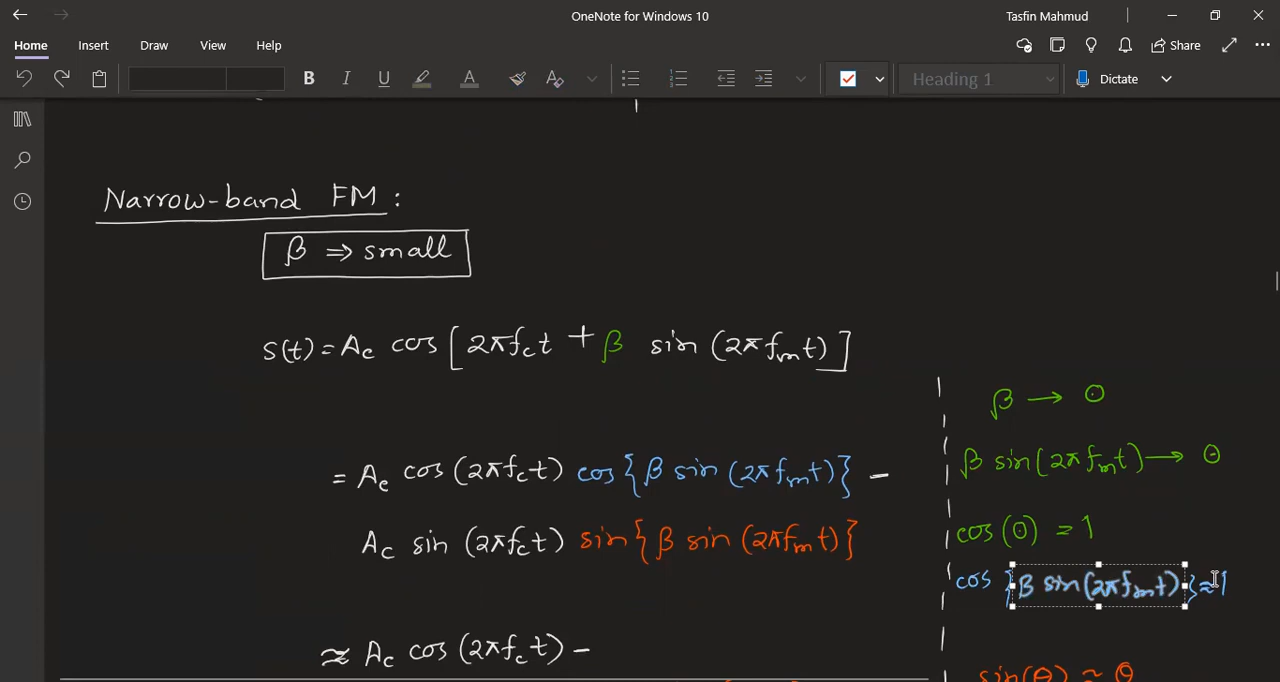 OneNote for Windows 10
Tasfin Mahmud
Home Insert Draw View Help
Share
B I U A Heading 1 Dictate
Narrow-band FM :
β ⇒ small
s(t) = Ac cos [2πfct + β sin (2πfmt)]
= Ac cos (2πfct) cos{β sin (2πfmt)} −
Ac sin (2πfct) sin{β sin (2πfmt)}
≈ Ac cos (2πfct) −
β → 0
β sin(2πfmt) → 0
cos (0) = 1
cos {β sin(2πfmt)} ≈ 1
sin(θ) ≈ θ